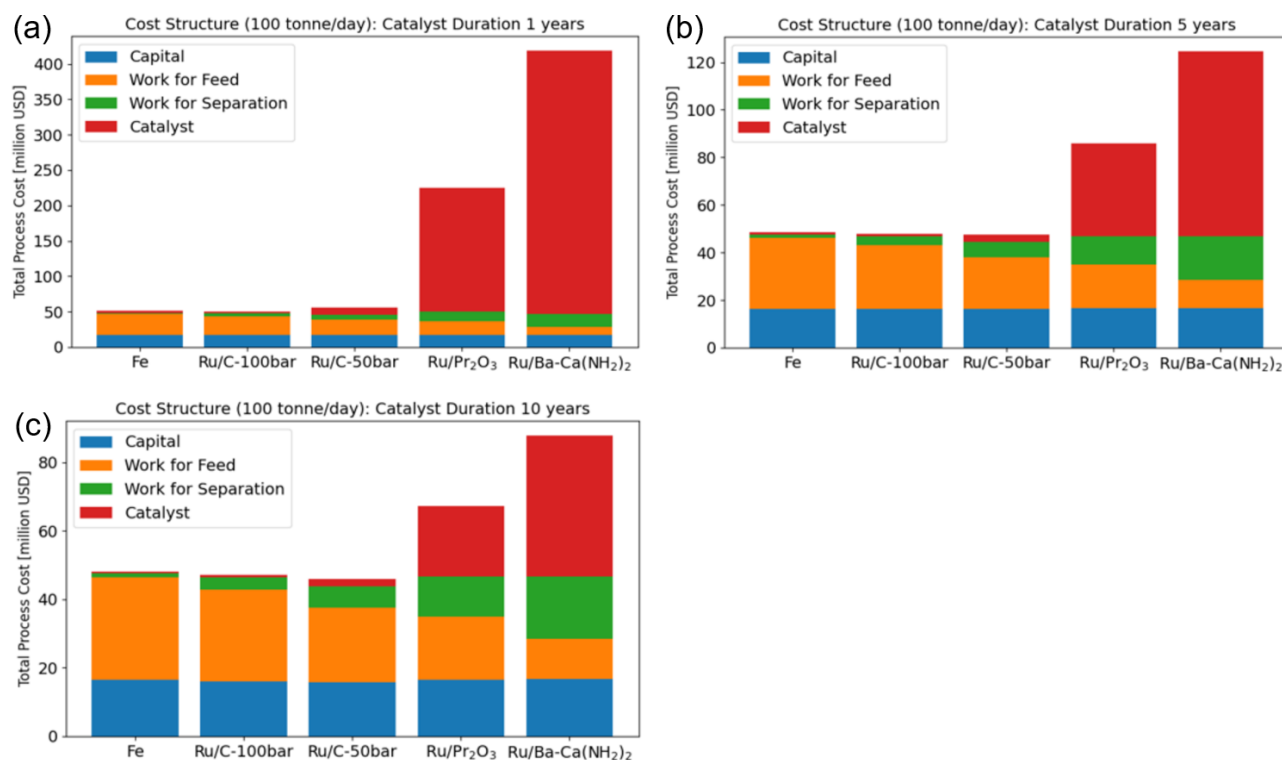 (a)
Cost Structure (100 tonne/day): Catalyst Duration 1 years
Total Process Cost [million USD]
400
350
300
250
200
150
100
50
0
Capital
Work for Feed
Work for Separation
Catalyst
Fe Ru/C-100bar Ru/C-50bar Ru/Pr₂O₃ Ru/Ba-Ca(NH₂)₂
(b)
Cost Structure (100 tonne/day): Catalyst Duration 5 years
Total Process Cost [million USD]
120
100
80
60
40
20
0
Capital
Work for Feed
Work for Separation
Catalyst
Fe Ru/C-100bar Ru/C-50bar Ru/Pr₂O₃ Ru/Ba-Ca(NH₂)₂
(c)
Cost Structure (100 tonne/day): Catalyst Duration 10 years
Total Process Cost [million USD]
80
60
40
20
0
Capital
Work for Feed
Work for Separation
Catalyst
Fe Ru/C-100bar Ru/C-50bar Ru/Pr₂O₃ Ru/Ba-Ca(NH₂)₂